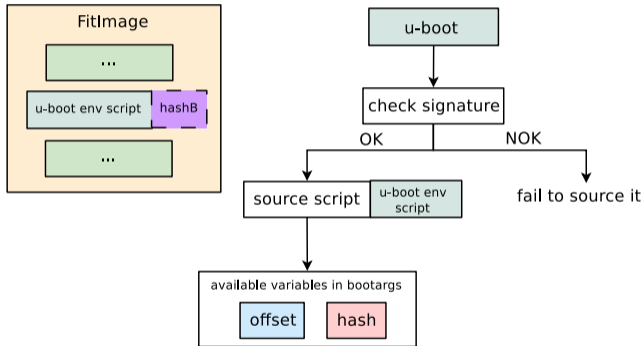 FitImage
...
u-boot env script
hashB
...
u-boot
check signature
OK
NOK
source script
u-boot env
script
fail to source it
available variables in bootargs
offset
hash